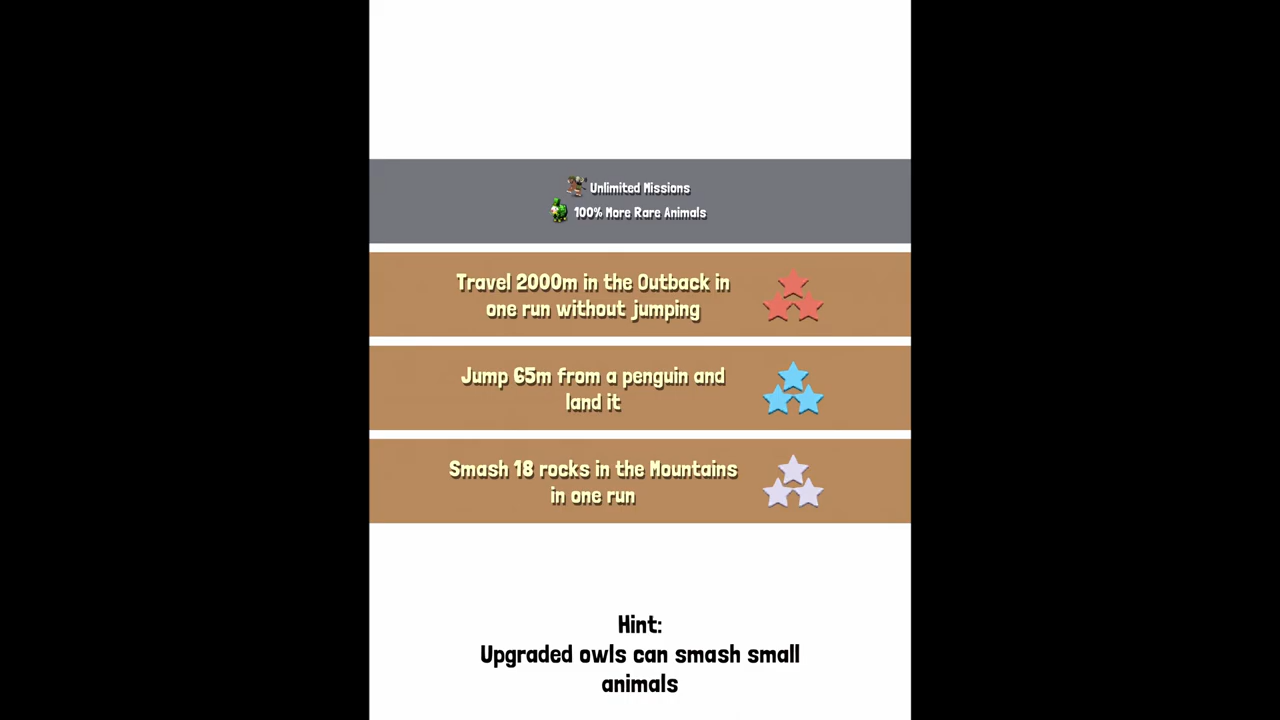 Unlimited Missions
100% More Rare Animals
Travel 2000m in the Outback in
one run without jumping
Jump 65m from a penguin and
land it
Smash 18 rocks in the Mountains
in one run
Hint:
Upgraded owls can smash small
animals